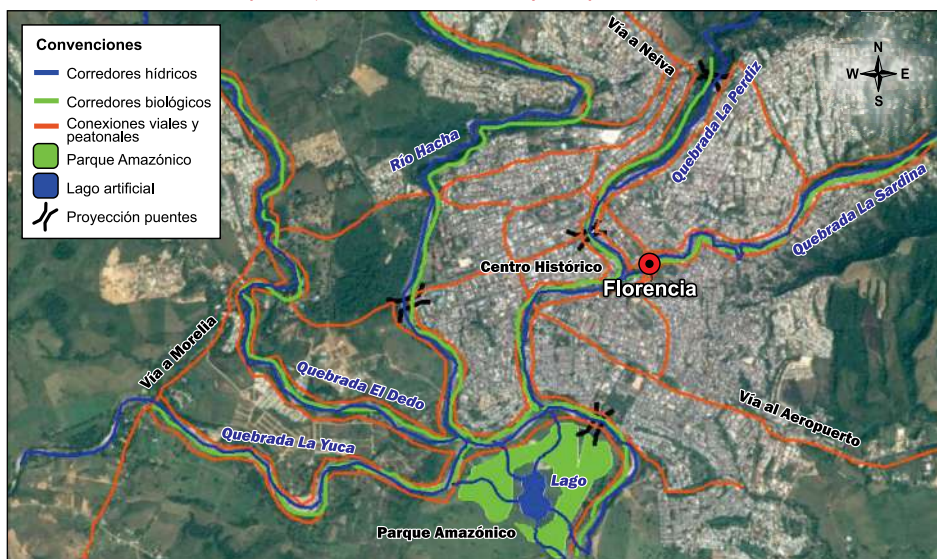 Convenciones
Corredores hídricos
Corredores biológicos
Conexiones viales y
peatonales
Parque Amazónico
Lago artificial
Proyección puentes
Vía a Neiva
N
W E
S
Quebrada La Perdiz
Río Hacha
Quebrada La Sardina
Centro Histórico
Florencia
Vía a Morelia
Quebrada El Dedo
Vía al Aeropuerto
Quebrada La Yuca
Lago
Parque Amazónico